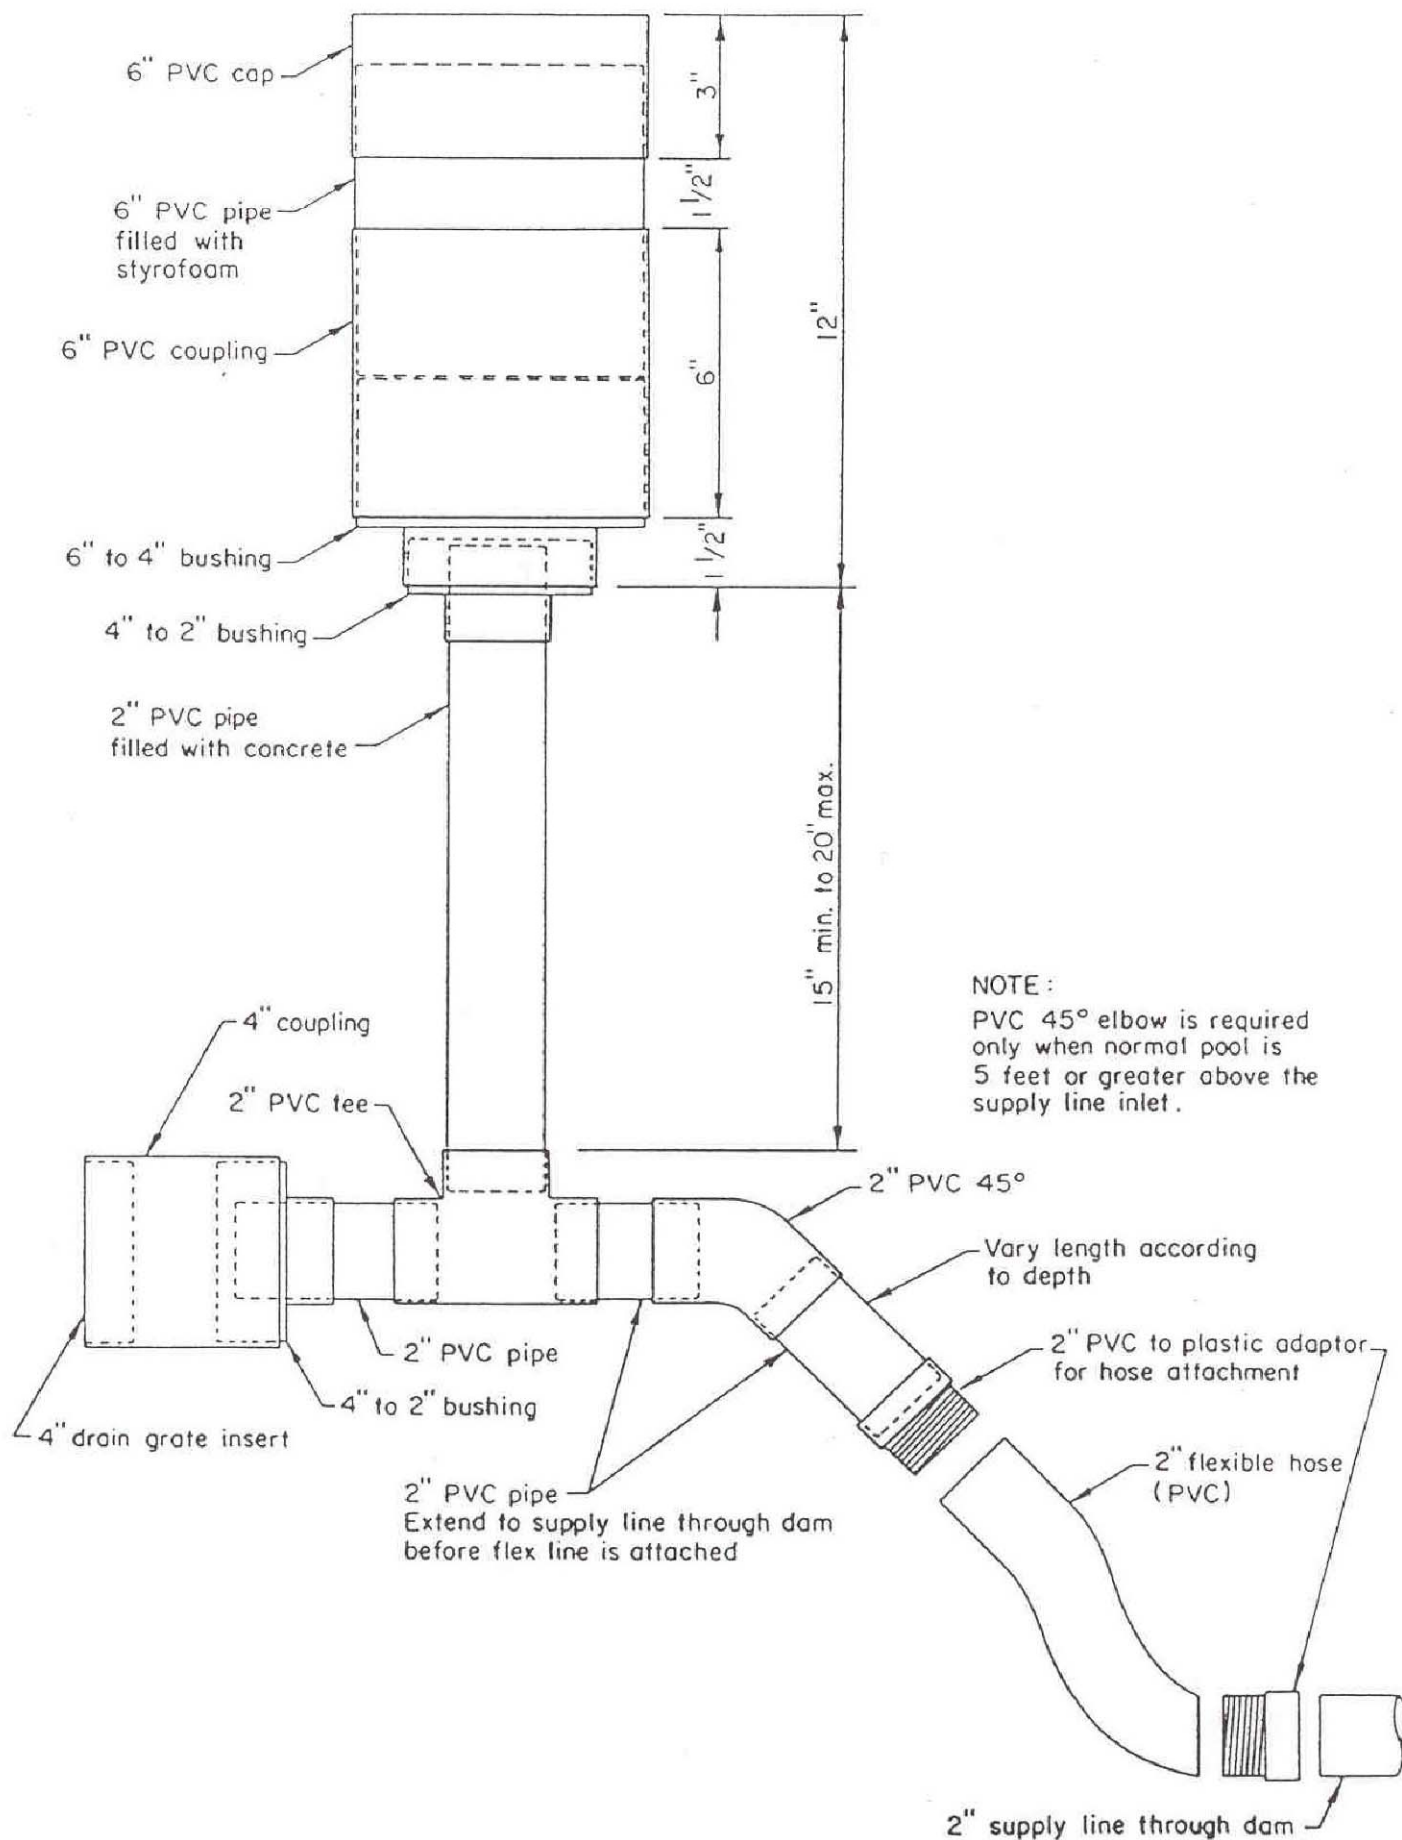 6" PVC cap
3"
6" PVC pipe
filled with
styrofoam
1 1/2"
6" PVC coupling
12"
6"
6" to 4" bushing
1 1/2"
4" to 2" bushing
2" PVC pipe
filled with concrete
15" min. to 20" max.
NOTE:
PVC 45° elbow is required
only when normal pool is
5 feet or greater above the
supply line inlet.
4" coupling
2" PVC tee
2" PVC 45°
Vary length according
to depth
2" PVC pipe
2" PVC to plastic adaptor
for hose attachment
4" to 2" bushing
4" drain grate insert
2" flexible hose
(PVC)
2" PVC pipe
Extend to supply line through dam
before flex line is attached
2" supply line through dam